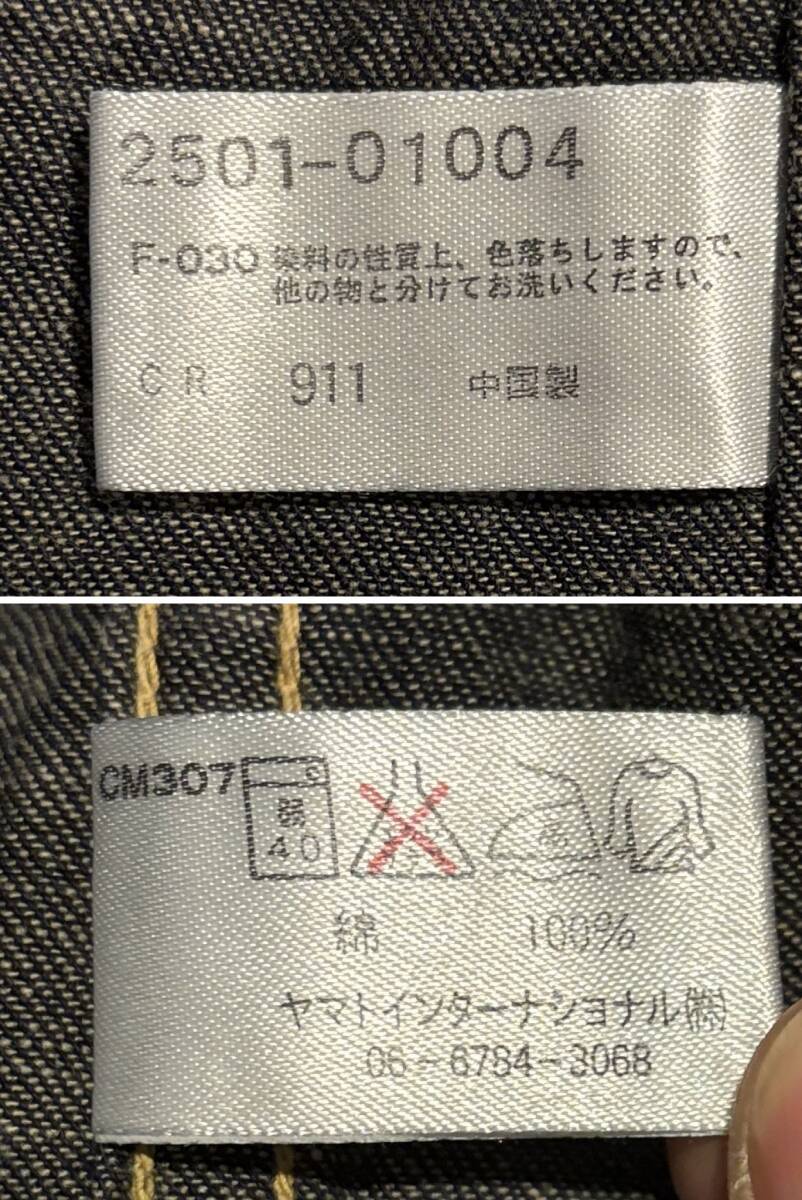 2501-01004
F-030 染料の性質上、色落ちしますので、
他の物と分けてお洗いください。
CR 911 中国製
CM307
弱
40
綿 100%
ヤマトインターナショナル(株)
06-6784-3068